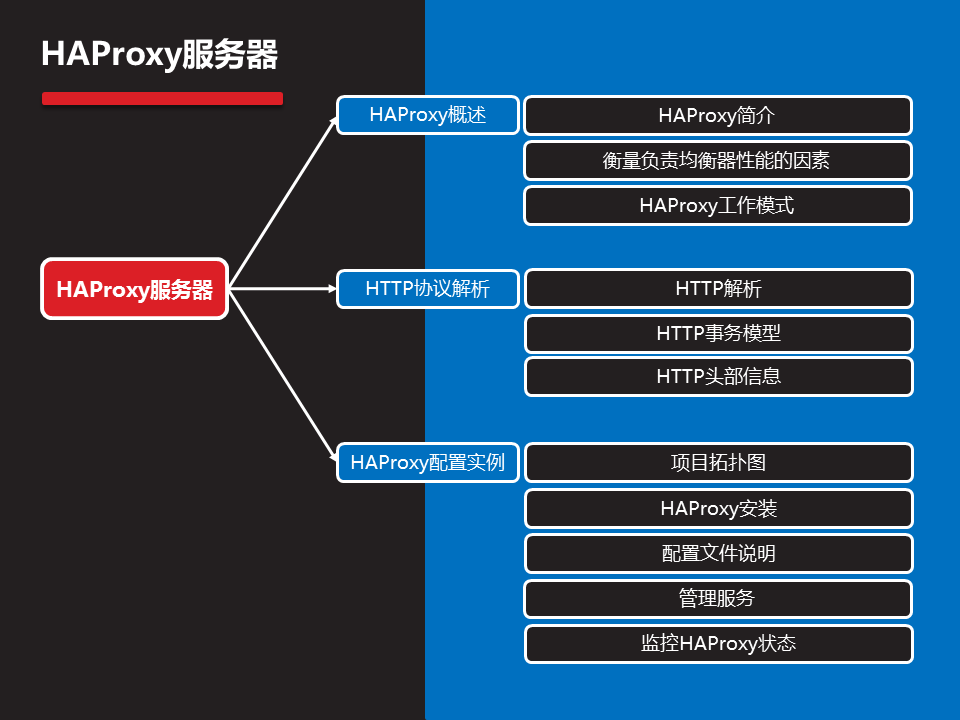 HAProxy服务器
HAProxy概述
HAProxy简介
衡量负责均衡器性能的因素
HAProxy工作模式
HAProxy服务器
HTTP协议解析
HTTP解析
HTTP事务模型
HTTP头部信息
HAProxy配置实例
项目拓扑图
HAProxy安装
配置文件说明
管理服务
监控HAProxy状态